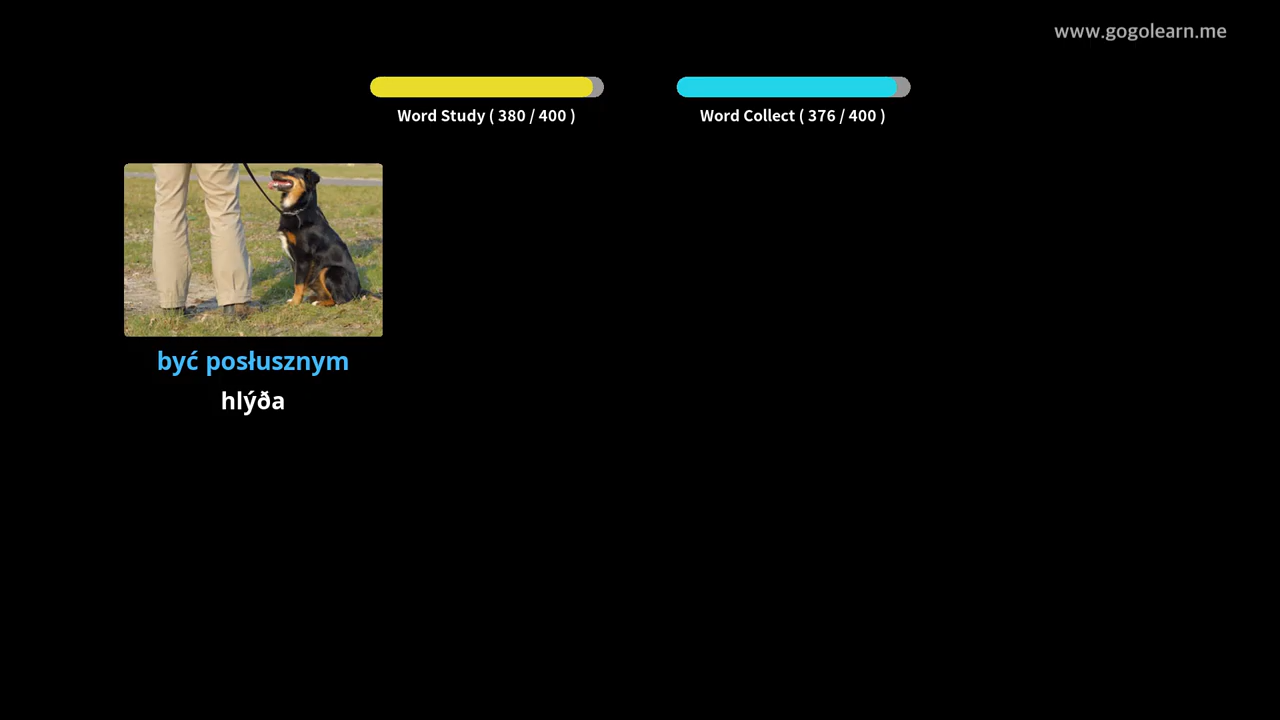 www.gogolearn.me
Word Study ( 380 / 400 )
Word Collect ( 376 / 400 )
być posłusznym
hlýða